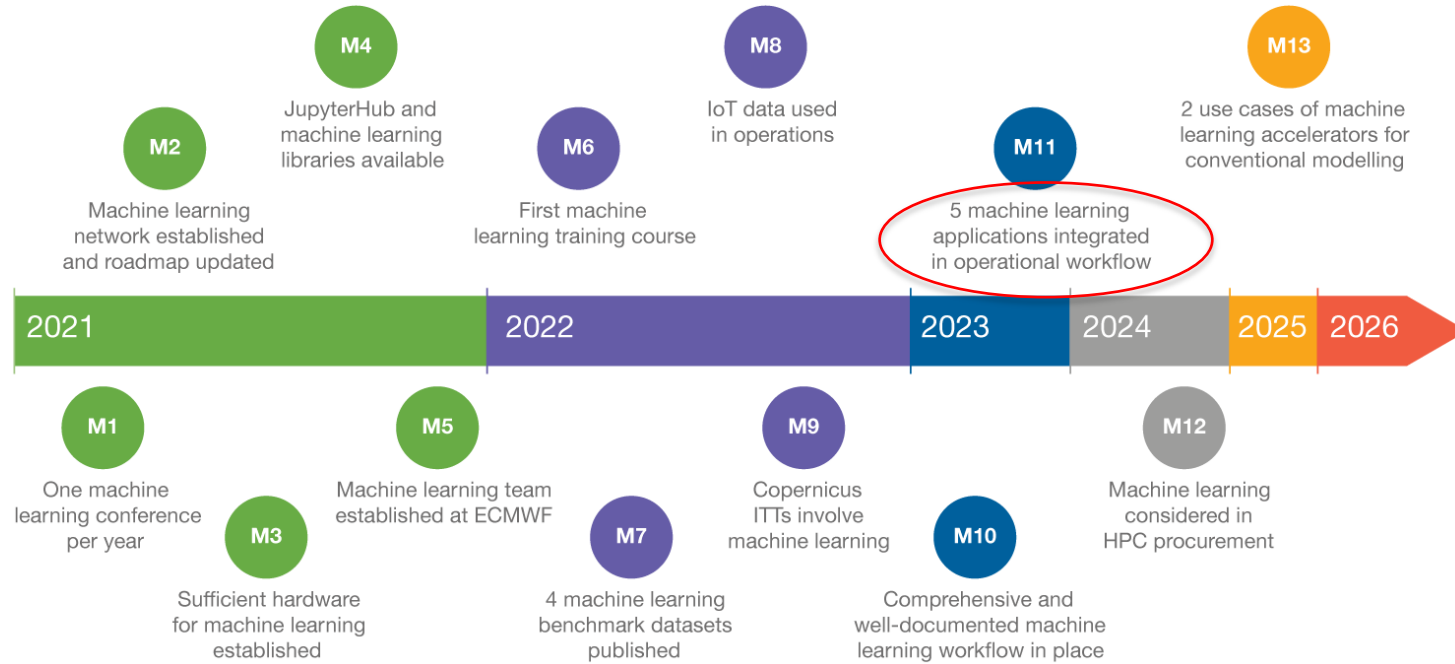 M4
JupyterHub and
machine learning
libraries available
M8
IoT data used
in operations
M13
2 use cases of machine
learning accelerators for
conventional modelling
M2
Machine learning
network established
and roadmap updated
M6
First machine
learning training course
M11
5 machine learning
applications integrated
in operational workflow
2021
2022
2023
2024
2025
2026
M1
One machine
learning conference
per year
M5
Machine learning team
established at ECMWF
M9
Copernicus
ITTs involve
machine learning
M12
Machine learning
considered in
HPC procurement
M3
Sufficient hardware
for machine learning
established
M7
4 machine learning
benchmark datasets
published
M10
Comprehensive and
well-documented machine
learning workflow in place